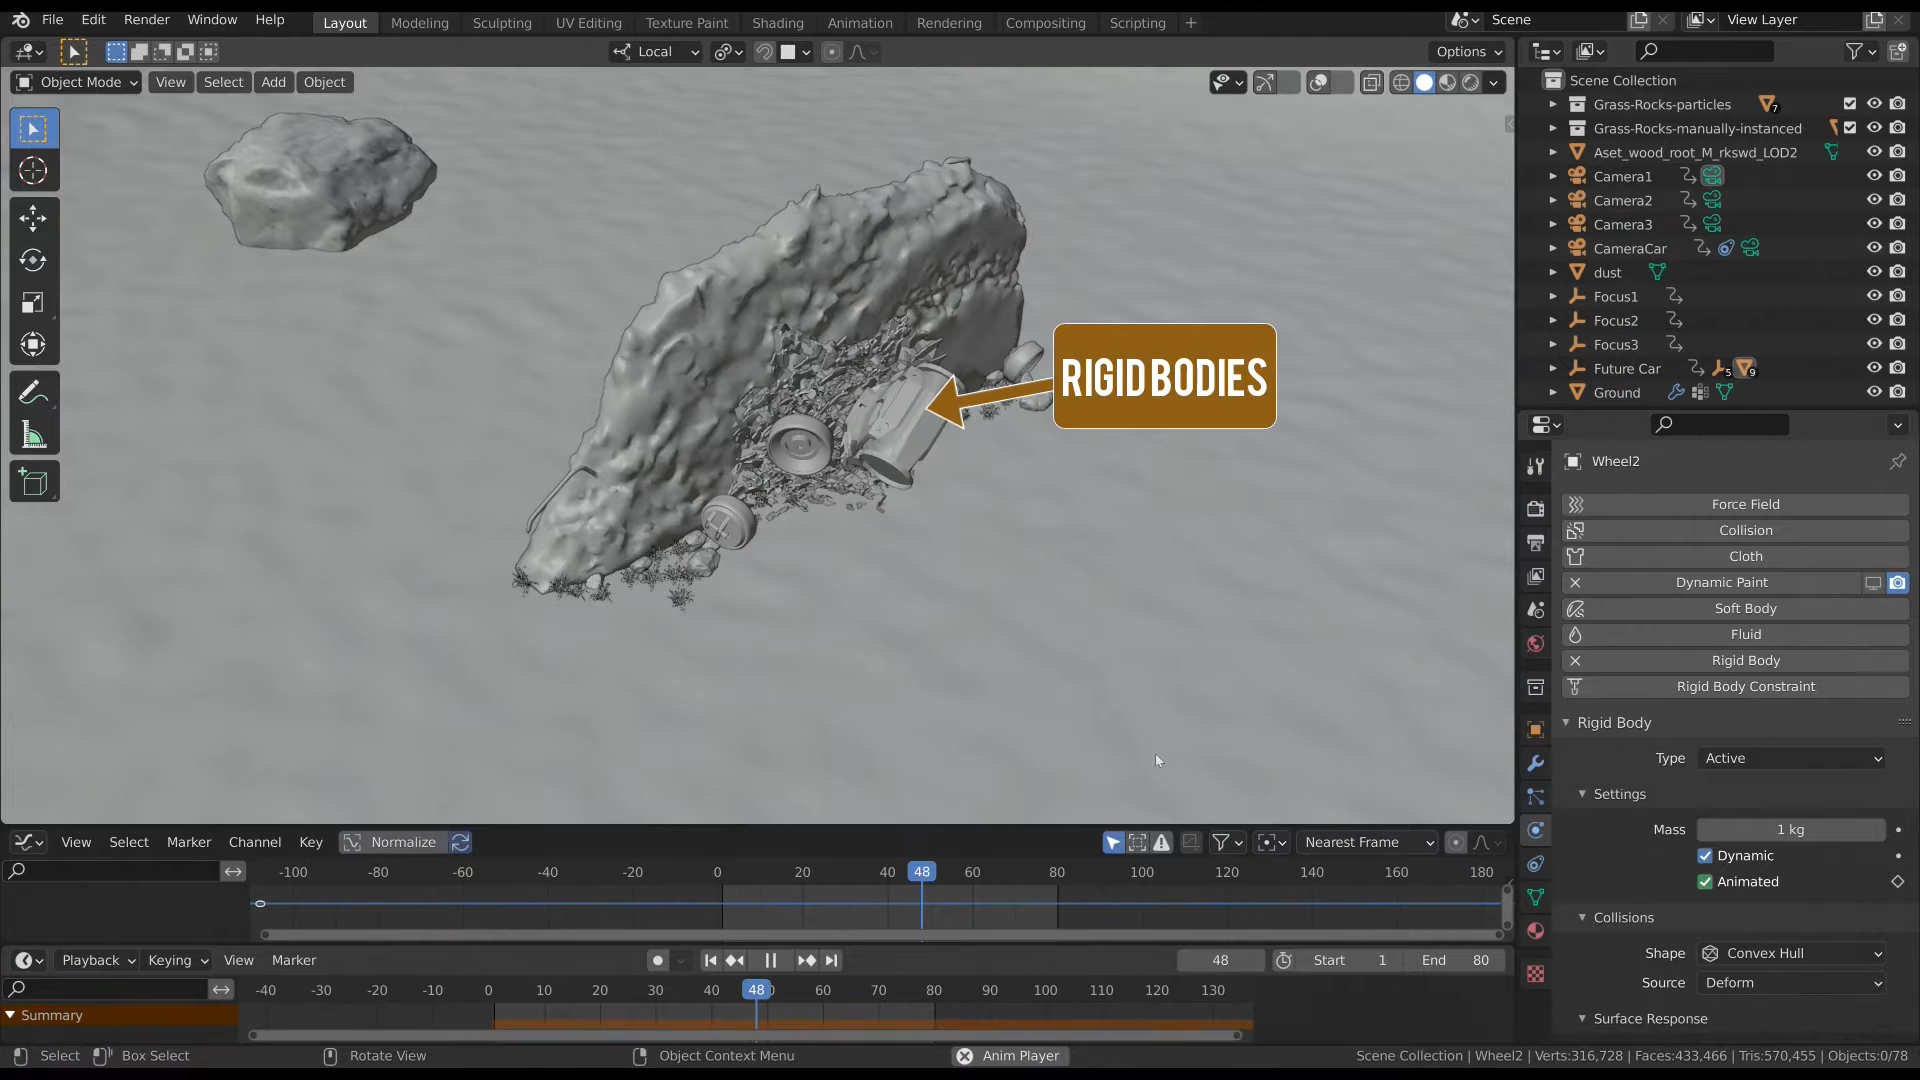 File Edit Render Window Help Layout Modeling Sculpting UV Editing Texture Paint Shading Animation Rendering Compositing Scripting + Scene View Layer
Local Options
Object Mode View Select Add Object
Scene Collection
Grass-Rocks-particles 7
Grass-Rocks-manually-instanced
Aset_wood_root_M_rkswd_LOD2
Camera1
Camera2
Camera3
CameraCar
dust
Focus1
Focus2
Focus3
Future Car 5 9
Ground
RIGID BODIES
Wheel2
Force Field
Collision
Cloth
Dynamic Paint
Soft Body
Fluid
Rigid Body
Rigid Body Constraint
Rigid Body
Type Active
Settings
Mass 1 kg
Dynamic
Animated
Collisions
Shape Convex Hull
Source Deform
Surface Response
View Select Marker Channel Key Normalize Nearest Frame
-100 -80 -60 -40 -20 0 20 40 48 60 80 100 120 140 160 180
Playback Keying View Marker 48 Start 1 End 80
-40 -30 -20 -10 0 10 20 30 40 48 60 70 80 90 100 110 120 130
Summary
Select Box Select Rotate View Object Context Menu Anim Player Scene Collection | Wheel2 | Verts:316,728 | Faces:433,466 | Tris:570,455 | Objects:0/78